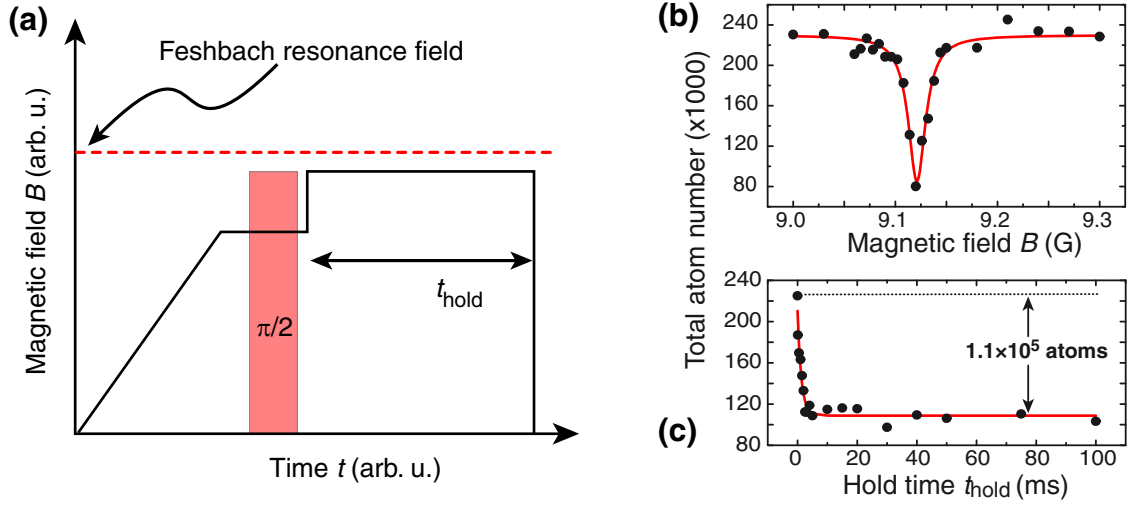 (a)
Feshbach resonance field
Magnetic field B (arb. u.)
π/2
t_hold
Time t (arb. u.)
(b)
Total atom number (x1000)
240
200
160
120
80
9.0
9.1
9.2
9.3
Magnetic field B (G)
240
200
160
120
80
1.1×10⁵ atoms
(c)
0
20
40
60
80
100
Hold time t_hold (ms)